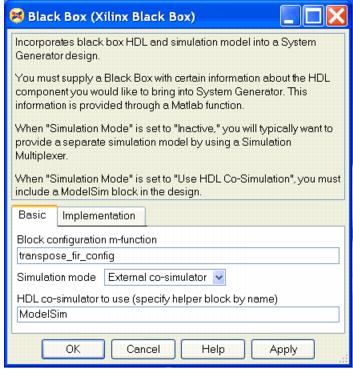 Black Box (Xilinx Black Box)
Incorporates black box HDL and simulation model into a System
Generator design.
You must supply a Black Box with certain information about the HDL
component you would like to bring into System Generator. This
information is provided through a Matlab function.
When "Simulation Mode" is set to "Inactive," you will typically want to
provide a separate simulation model by using a Simulation
Multiplexer.
When "Simulation Mode" is set to "Use HDL Co-Simulation", you must
include a ModelSim block in the design.
Basic Implementation
Block configuration m-function
transpose_fir_config
Simulation mode External co-simulator
HDL co-simulator to use (specify helper block by name)
ModelSim
OK Cancel Help Apply